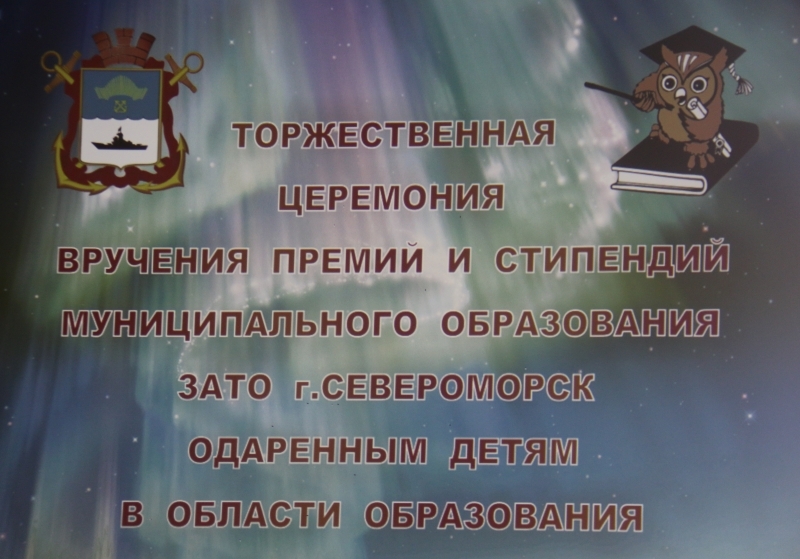 ТОРЖЕСТВЕННАЯ
ЦЕРЕМОНИЯ
ВРУЧЕНИЯ ПРЕМИЙ И СТИПЕНДИЙ
МУНИЦИПАЛЬНОГО ОБРАЗОВАНИЯ
ЗАТО г.СЕВЕРОМОРСК
ОДАРЕННЫМ ДЕТЯМ
В ОБЛАСТИ ОБРАЗОВАНИЯ